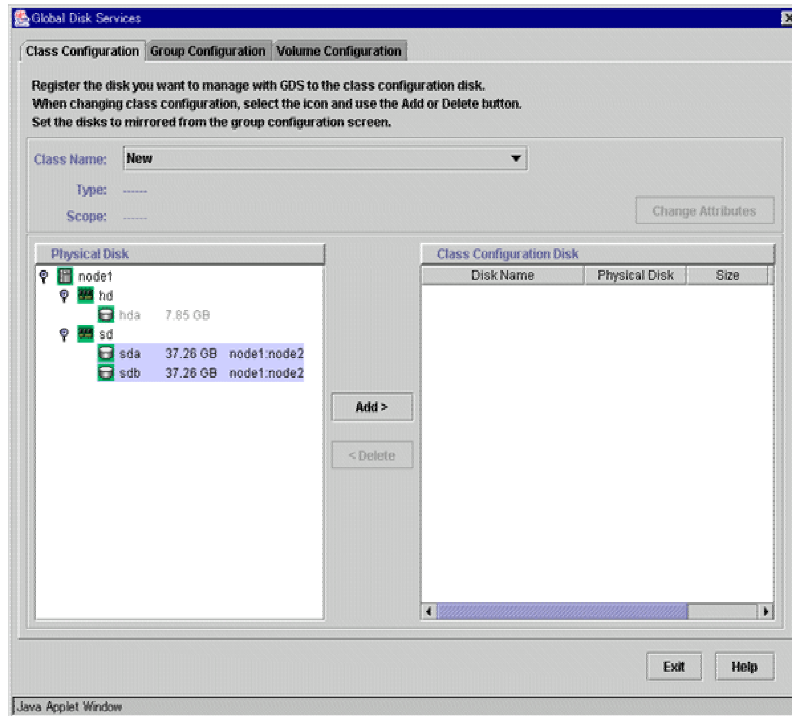 Global Disk Services
Class Configuration Group Configuration Volume Configuration
Register the disk you want to manage with GDS to the class configuration disk.
When changing class configuration, select the icon and use the Add or Delete button.
Set the disks to mirrored from the group configuration screen.
Class Name: New
Type: ------
Scope: ------
Change Attributes
Physical Disk
node1
hd
hda 7.85 GB
sd
sda 37.26 GB node1:node2
sdb 37.26 GB node1:node2
Add >
< Delete
Class Configuration Disk
Disk Name Physical Disk Size
Exit Help
Java Applet Window